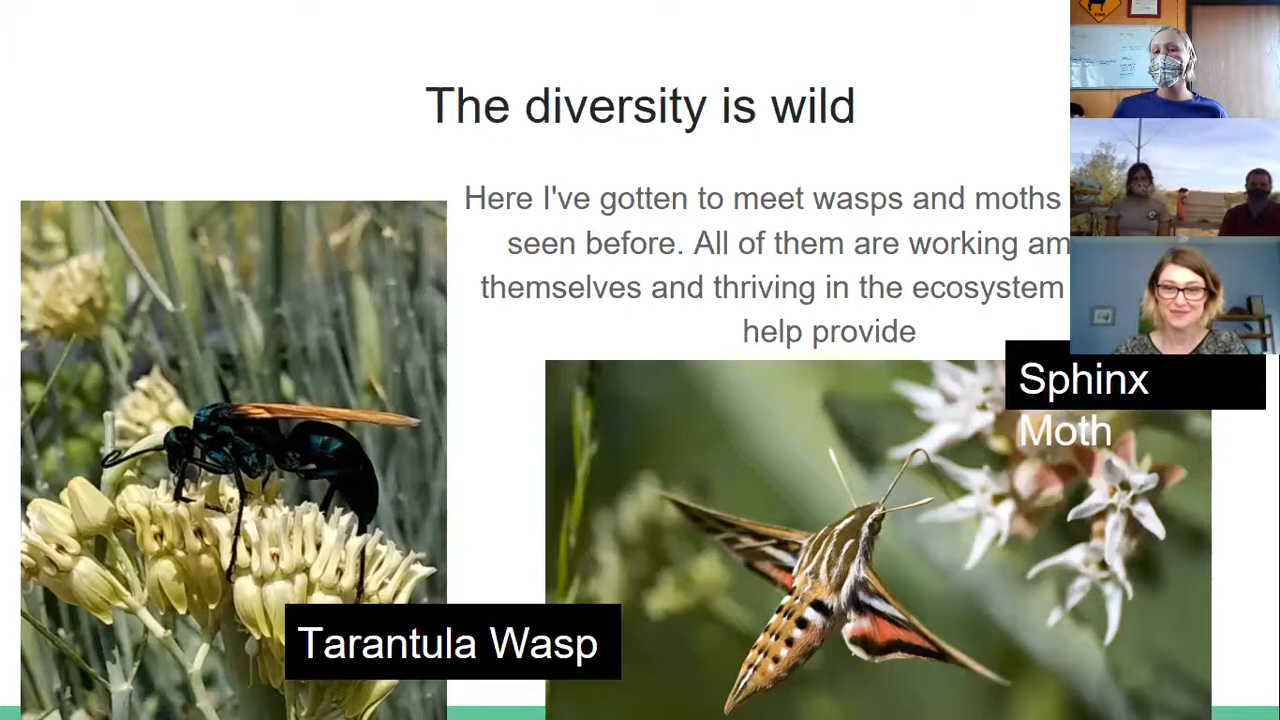 The diversity is wild
Here I've gotten to meet wasps and moths
seen before. All of them are working am
themselves and thriving in the ecosystem
help provide
Sphinx
Moth
Tarantula Wasp